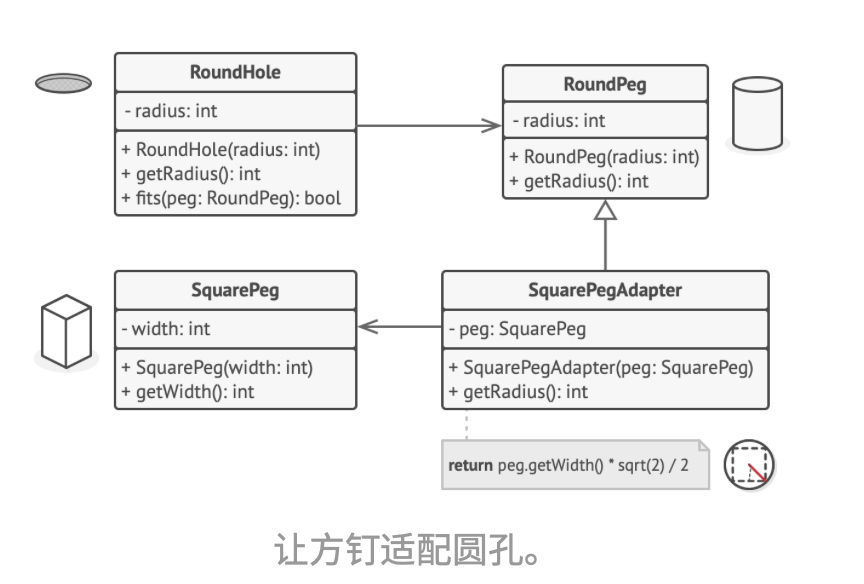 RoundHole
- radius: int
+ RoundHole(radius: int)
+ getRadius(): int
+ fits(peg: RoundPeg): bool
RoundPeg
- radius: int
+ RoundPeg(radius: int)
+ getRadius(): int
SquarePeg
- width: int
+ SquarePeg(width: int)
+ getWidth(): int
SquarePegAdapter
- peg: SquarePeg
+ SquarePegAdapter(peg: SquarePeg)
+ getRadius(): int
return peg.getWidth() * sqrt(2) / 2
让方钉适配圆孔。